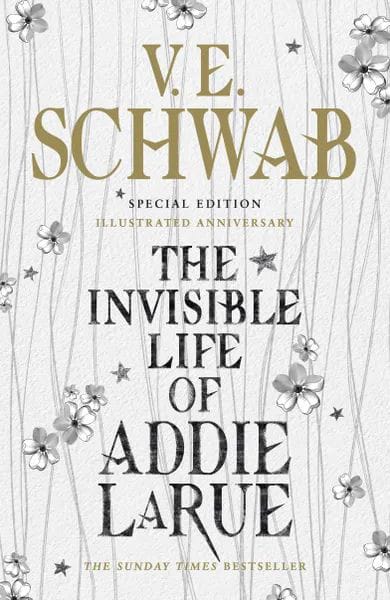 V. E.
SCHWAB
SPECIAL EDITION
ILLUSTRATED ANNIVERSARY
THE
INVISIBLE
LIFE
OF
ADDIE
LaRUE
THE SUNDAY TIMES BESTSELLER